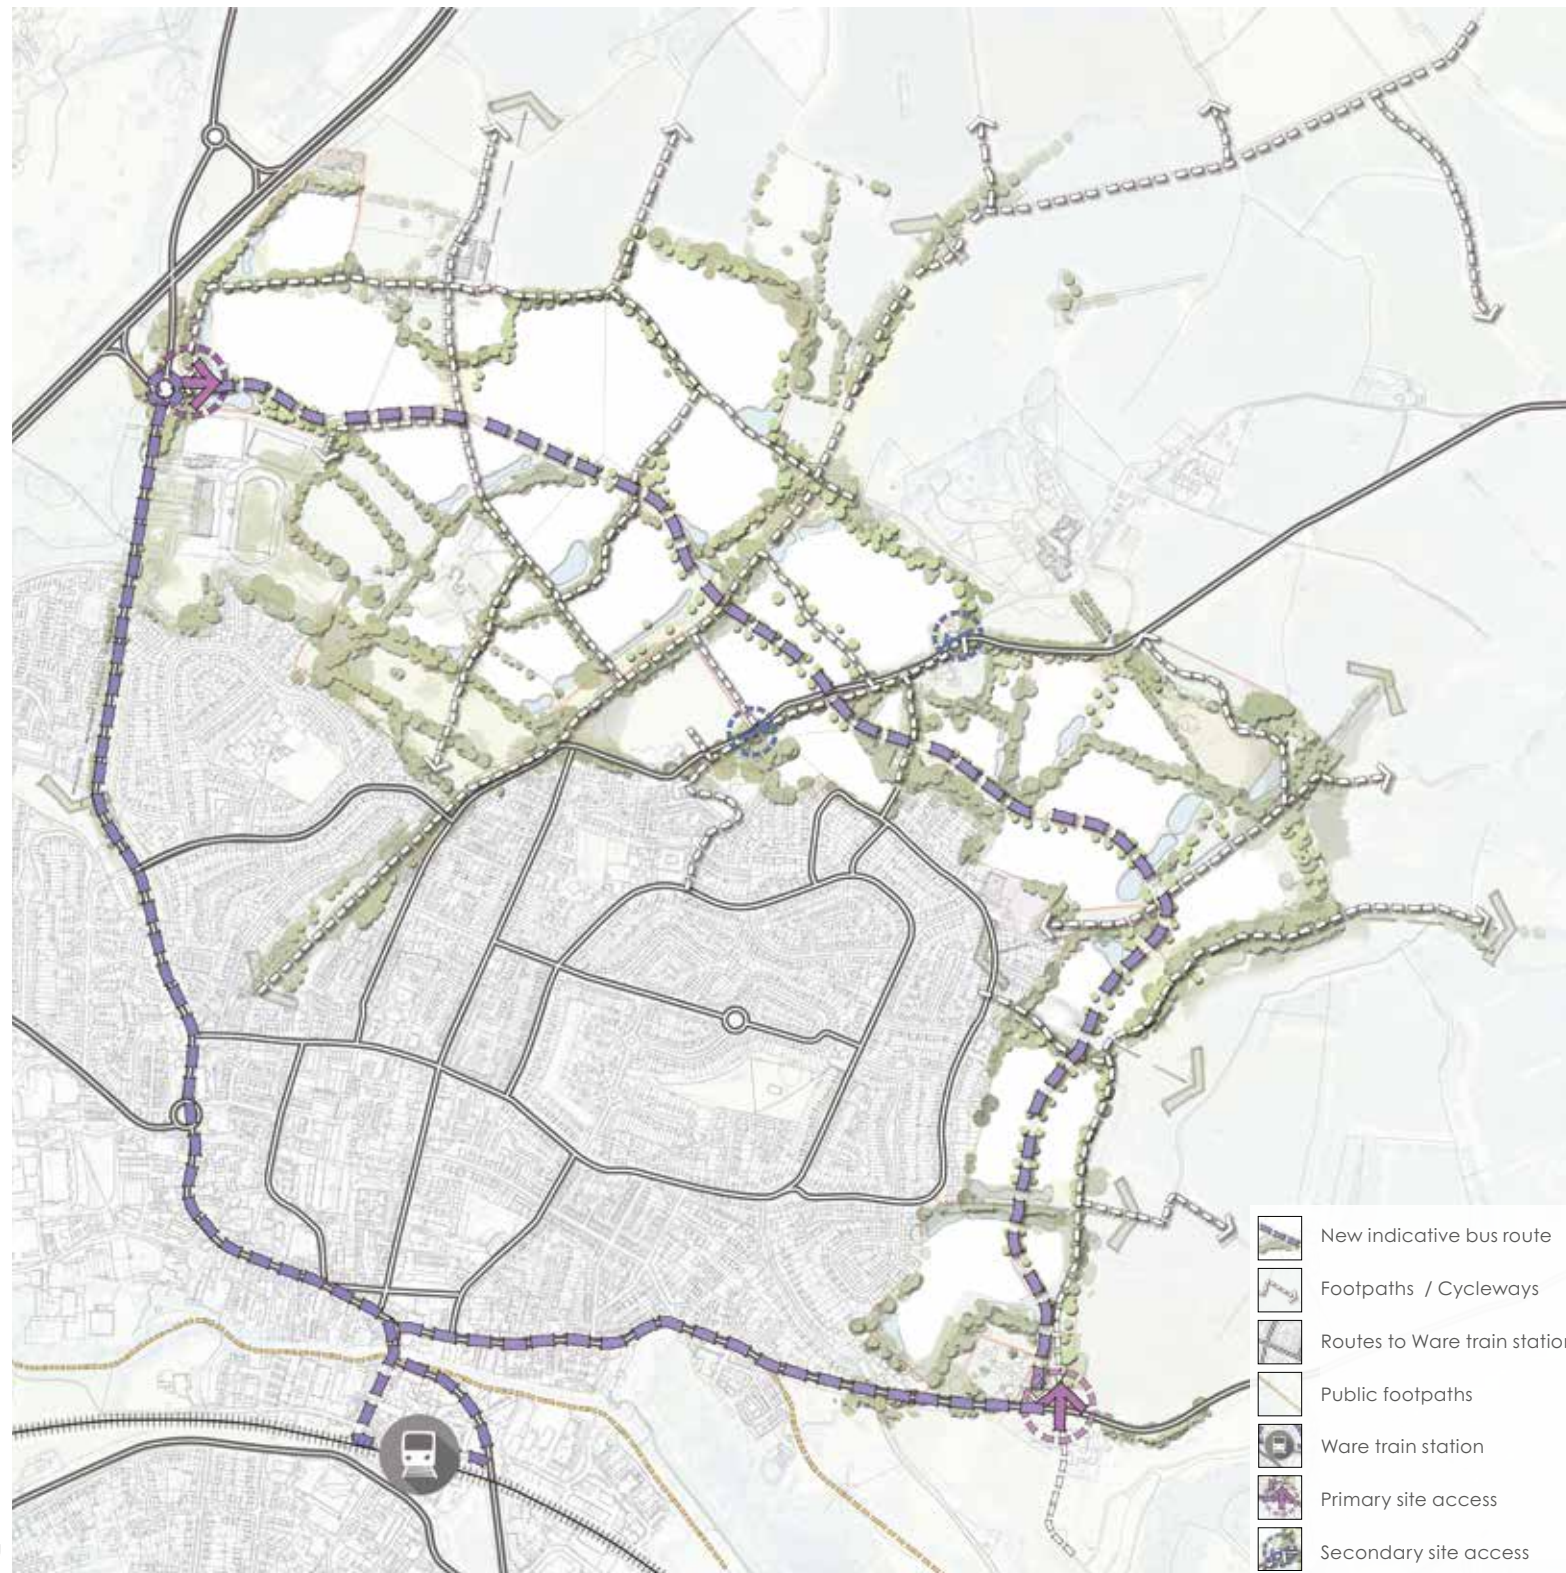 New indicative bus route
Footpaths / Cycleways
Routes to Ware train station
Public footpaths
Ware train station
Primary site access
Secondary site access